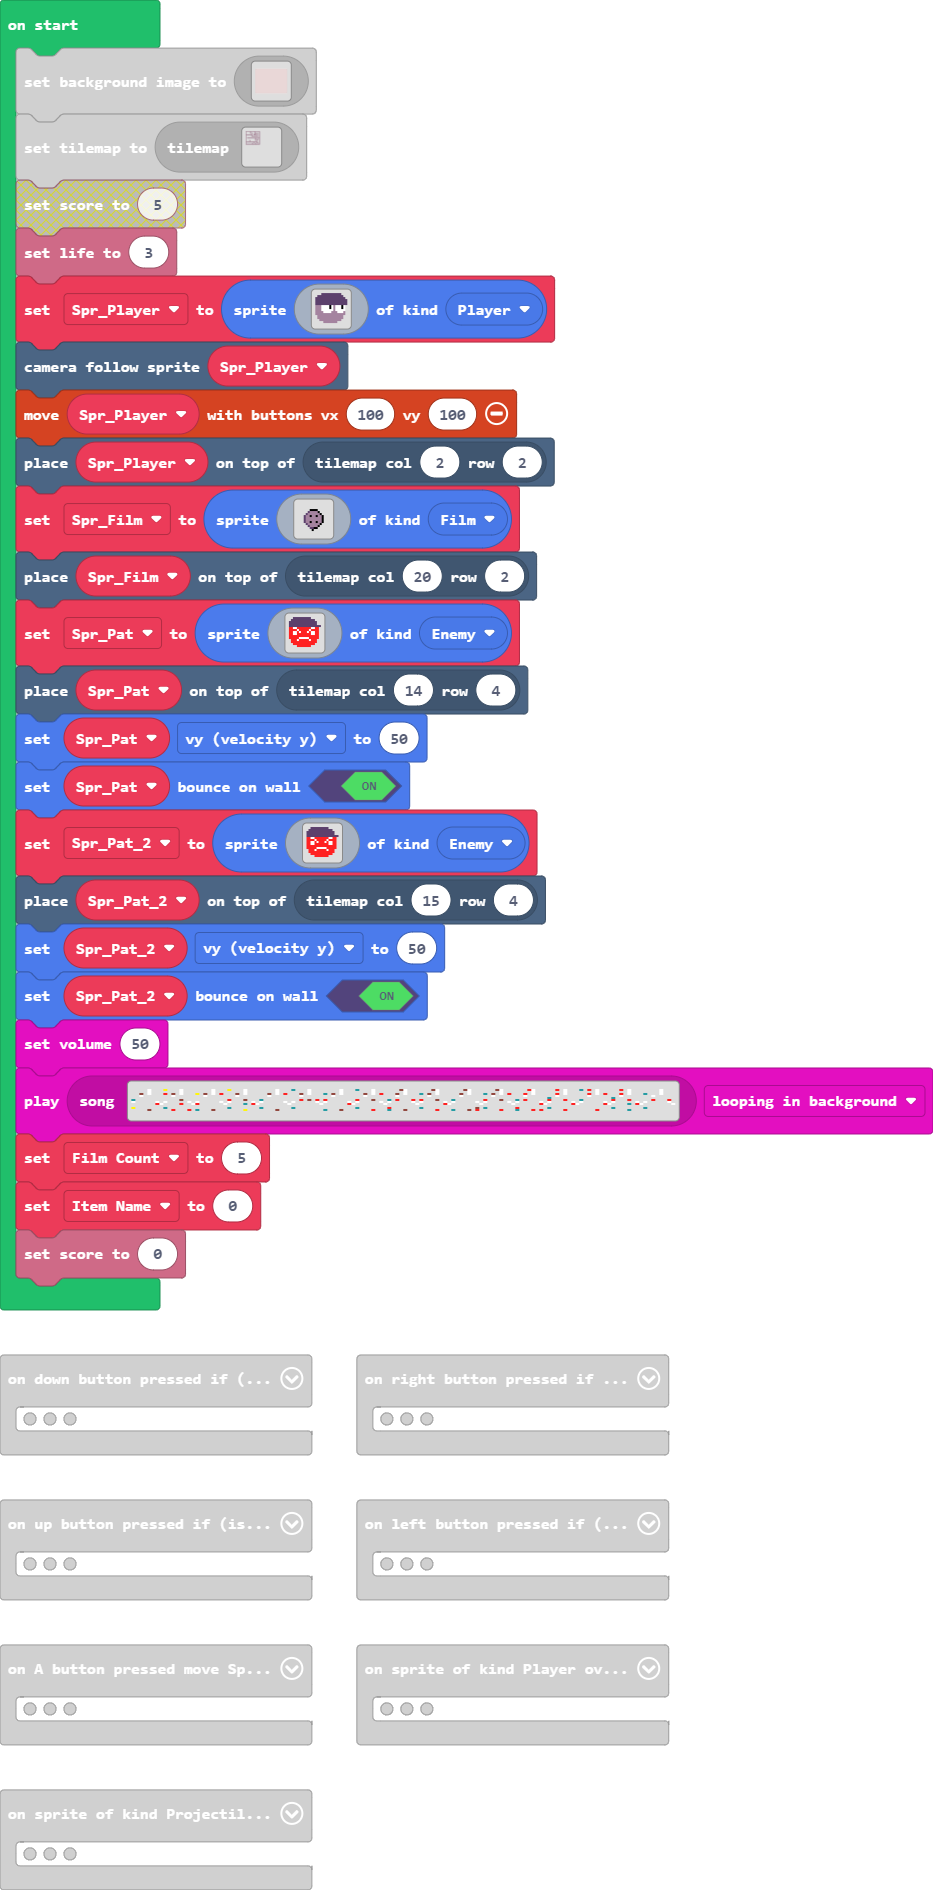 on start
set background image to
set tilemap to tilemap
set score to 5
set life to 3
set Spr_Player to sprite of kind Player
camera follow sprite Spr_Player
move Spr_Player with buttons vx 100 vy 100
place Spr_Player on top of tilemap col 2 row 2
set Spr_Film to sprite of kind Film
place Spr_Film on top of tilemap col 20 row 2
set Spr_Pat to sprite of kind Enemy
place Spr_Pat on top of tilemap col 14 row 4
set Spr_Pat vy (velocity y) to 50
set Spr_Pat bounce on wall ON
set Spr_Pat_2 to sprite of kind Enemy
place Spr_Pat_2 on top of tilemap col 15 row 4
set Spr_Pat_2 vy (velocity y) to 50
set Spr_Pat_2 bounce on wall ON
set volume 50
play song looping in background
set Film Count to 5
set Item Name to 0
set score to 0
on down button pressed if (...
on right button pressed if ...
on up button pressed if (is...
on left button pressed if (...
on A button pressed move Sp...
on sprite of kind Player ov...
on sprite of kind Projectil...